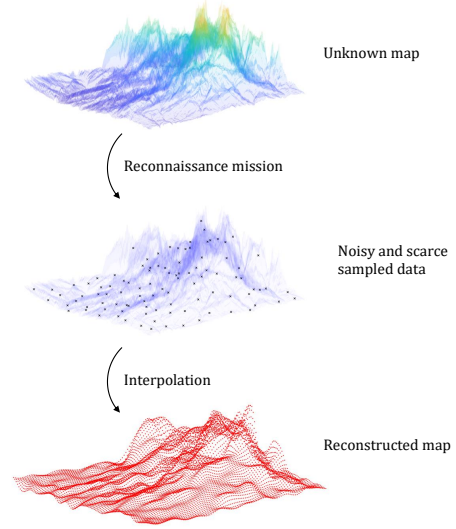 Unknown map
Reconnaissance mission
Noisy and scarce
sampled data
Interpolation
Reconstructed map